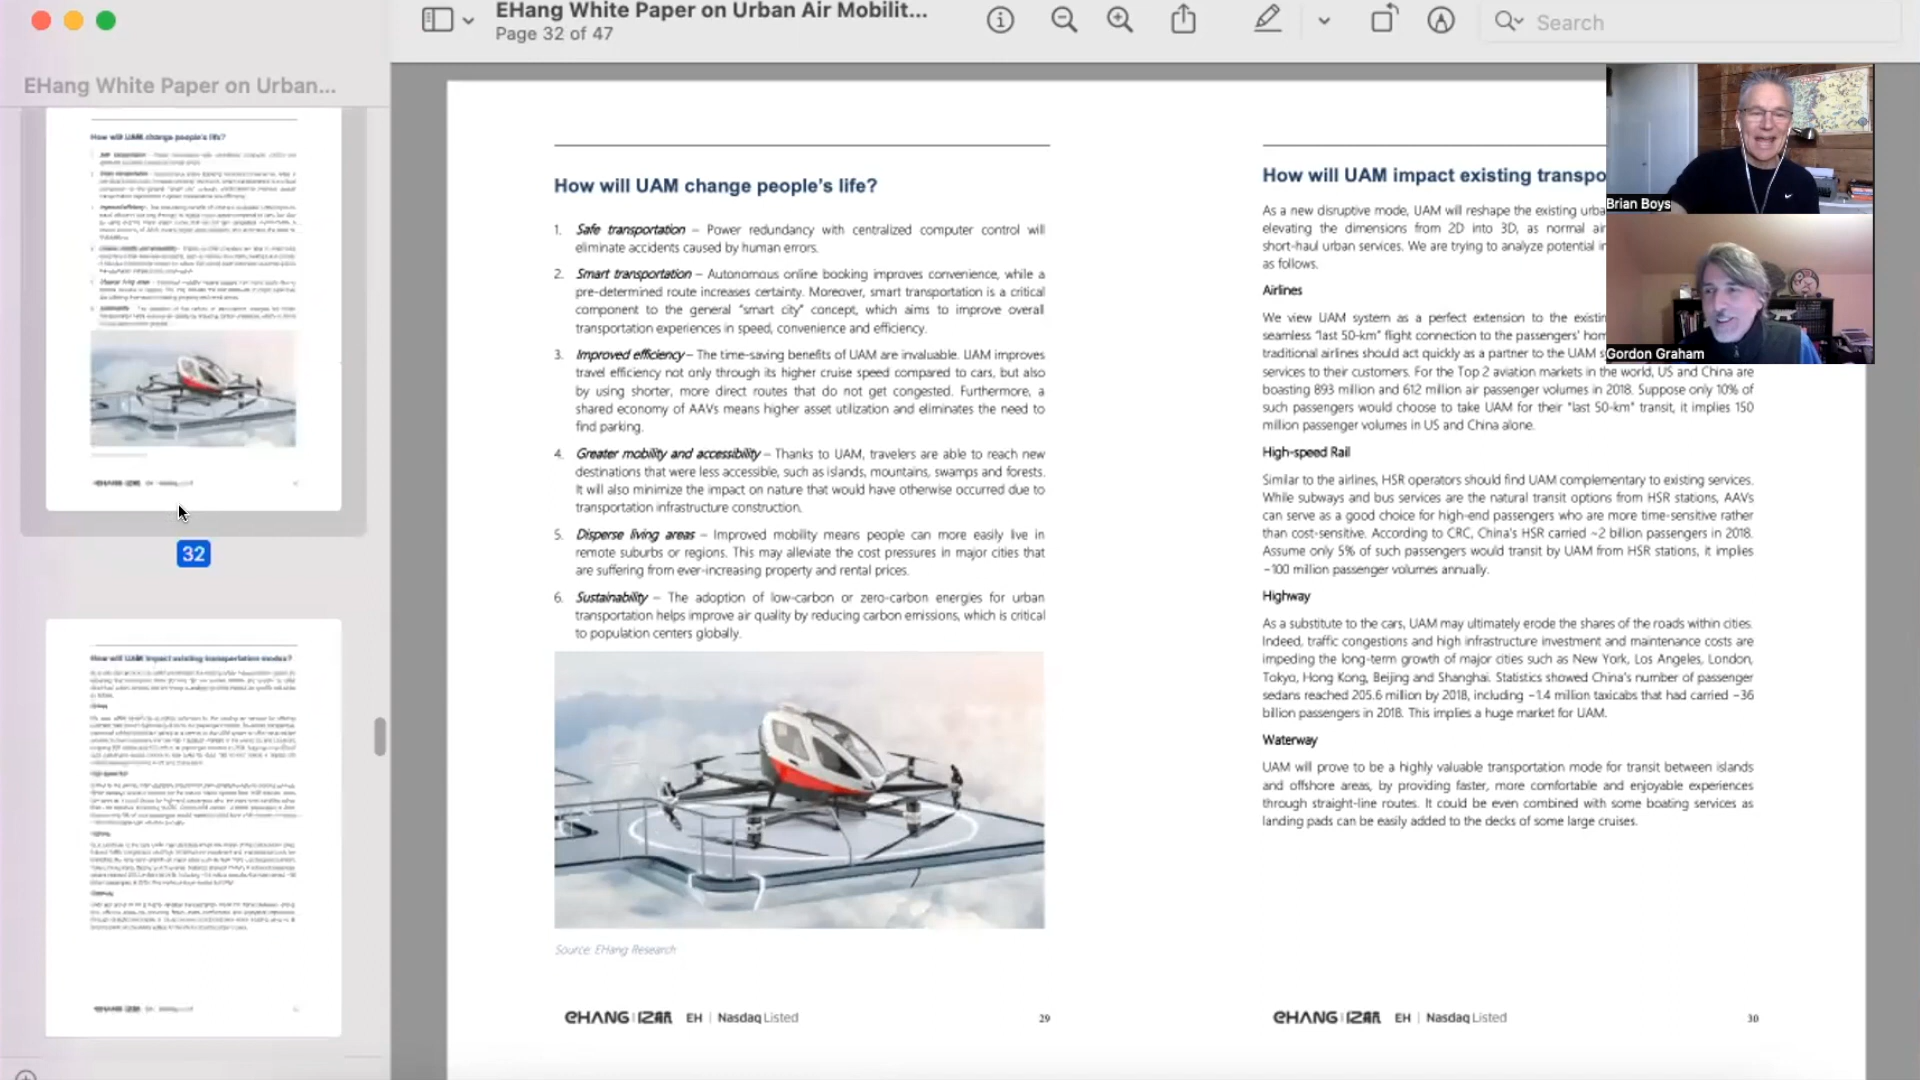 EHang White Paper on Urban Air Mobilit...
Page 32 of 47
Search
EHang White Paper on Urban...
How will UAM change people's life?
32
How will UAM impact existing transportation modes?
How will UAM change people's life?
1. Safe transportation – Power redundancy with centralized computer control will
eliminate accidents caused by human errors.
2. Smart transportation – Autonomous online booking improves convenience, while a
pre-determined route increases certainty. Moreover, smart transportation is a critical
component to the general "smart city" concept, which aims to improve overall
transportation experiences in speed, convenience and efficiency.
3. Improved efficiency – The time-saving benefits of UAM are invaluable. UAM improves
travel efficiency not only through its higher cruise speed compared to cars, but also
by using shorter, more direct routes that do not get congested. Furthermore, a
shared economy of AAVs means higher asset utilization and eliminates the need to
find parking.
4. Greater mobility and accessibility – Thanks to UAM, travelers are able to reach new
destinations that were less accessible, such as islands, mountains, swamps and forests.
It will also minimize the impact on nature that would have otherwise occurred due to
transportation infrastructure construction.
5. Disperse living areas – Improved mobility means people can more easily live in
remote suburbs or regions. This may alleviate the cost pressures in major cities that
are suffering from ever-increasing property and rental prices.
6. Sustainability – The adoption of low-carbon or zero-carbon energies for urban
transportation helps improve air quality by reducing carbon emissions, which is critical
to population centers globally.
Source: EHang Research
EHANG 亿航 EH | Nasdaq Listed
29
How will UAM impact existing transpo
As a new disruptive mode, UAM will reshape the existing urba
elevating the dimensions from 2D into 3D, as normal air
short-haul urban services. We are trying to analyze potential in
as follows.
Airlines
We view UAM system as a perfect extension to the existin
seamless "last 50-km" flight connection to the passengers' hom
traditional airlines should act quickly as a partner to the UAM s
services to their customers. For the Top 2 aviation markets in the world, US and China are
boasting 893 million and 612 million air passenger volumes in 2018. Suppose only 10% of
such passengers would choose to take UAM for their "last 50-km" transit, it implies 150
million passenger volumes in US and China alone.
High-speed Rail
Similar to the airlines, HSR operators should find UAM complementary to existing services.
While subways and bus services are the natural transit options from HSR stations, AAVs
can serve as a good choice for high-end passengers who are more time-sensitive rather
than cost-sensitive. According to CRC, China's HSR carried ~2 billion passengers in 2018.
Assume only 5% of such passengers would transit by UAM from HSR stations, it implies
~100 million passenger volumes annually.
Highway
As a substitute to the cars, UAM may ultimately erode the shares of the roads within cities.
Indeed, traffic congestions and high infrastructure investment and maintenance costs are
impeding the long-term growth of major cities such as New York, Los Angeles, London,
Tokyo, Hong Kong, Beijing and Shanghai. Statistics showed China's number of passenger
sedans reached 205.6 million by 2018, including ~1.4 million taxicabs that had carried ~36
billion passengers in 2018. This implies a huge market for UAM.
Waterway
UAM will prove to be a highly valuable transportation mode for transit between islands
and offshore areas, by providing faster, more comfortable and enjoyable experiences
through straight-line routes. It could be even combined with some boating services as
landing pads can be easily added to the decks of some large cruises.
EHANG 亿航 EH | Nasdaq Listed
30
Brian Boys
Gordon Graham